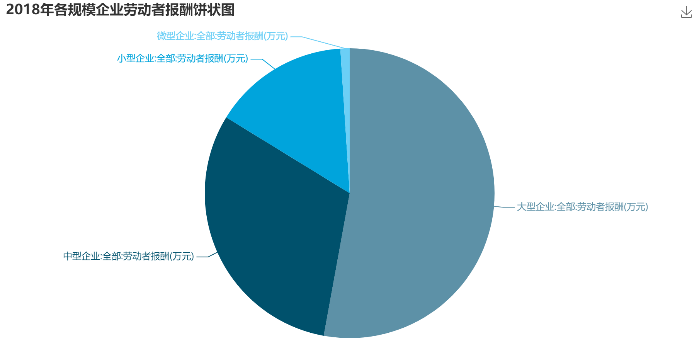 2018年各规模企业劳动者报酬饼状图
微型企业:全部:劳动者报酬(万元)
小型企业:全部:劳动者报酬(万元)
大型企业:全部:劳动者报酬(万元)
中型企业:全部:劳动者报酬(万元)